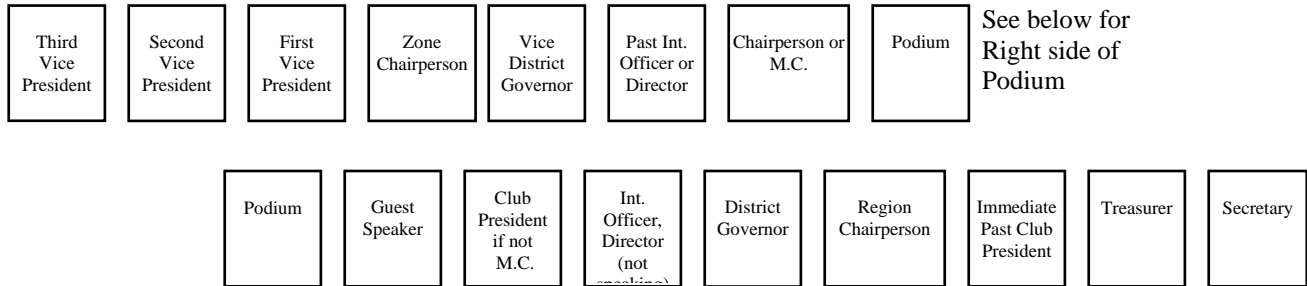 Third
Vice
President
Second
Vice
President
First
Vice
President
Zone
Chairperson
Vice
District
Governor
Past Int.
Officer or
Director
Chairperson or
M.C.
Podium
See below for
Right side of
Podium
Podium
Guest
Speaker
Club
President
if not
M.C.
Int.
Officer,
Director
(not
speaking)
District
Governor
Region
Chairperson
Immediate
Past Club
President
Treasurer
Secretary